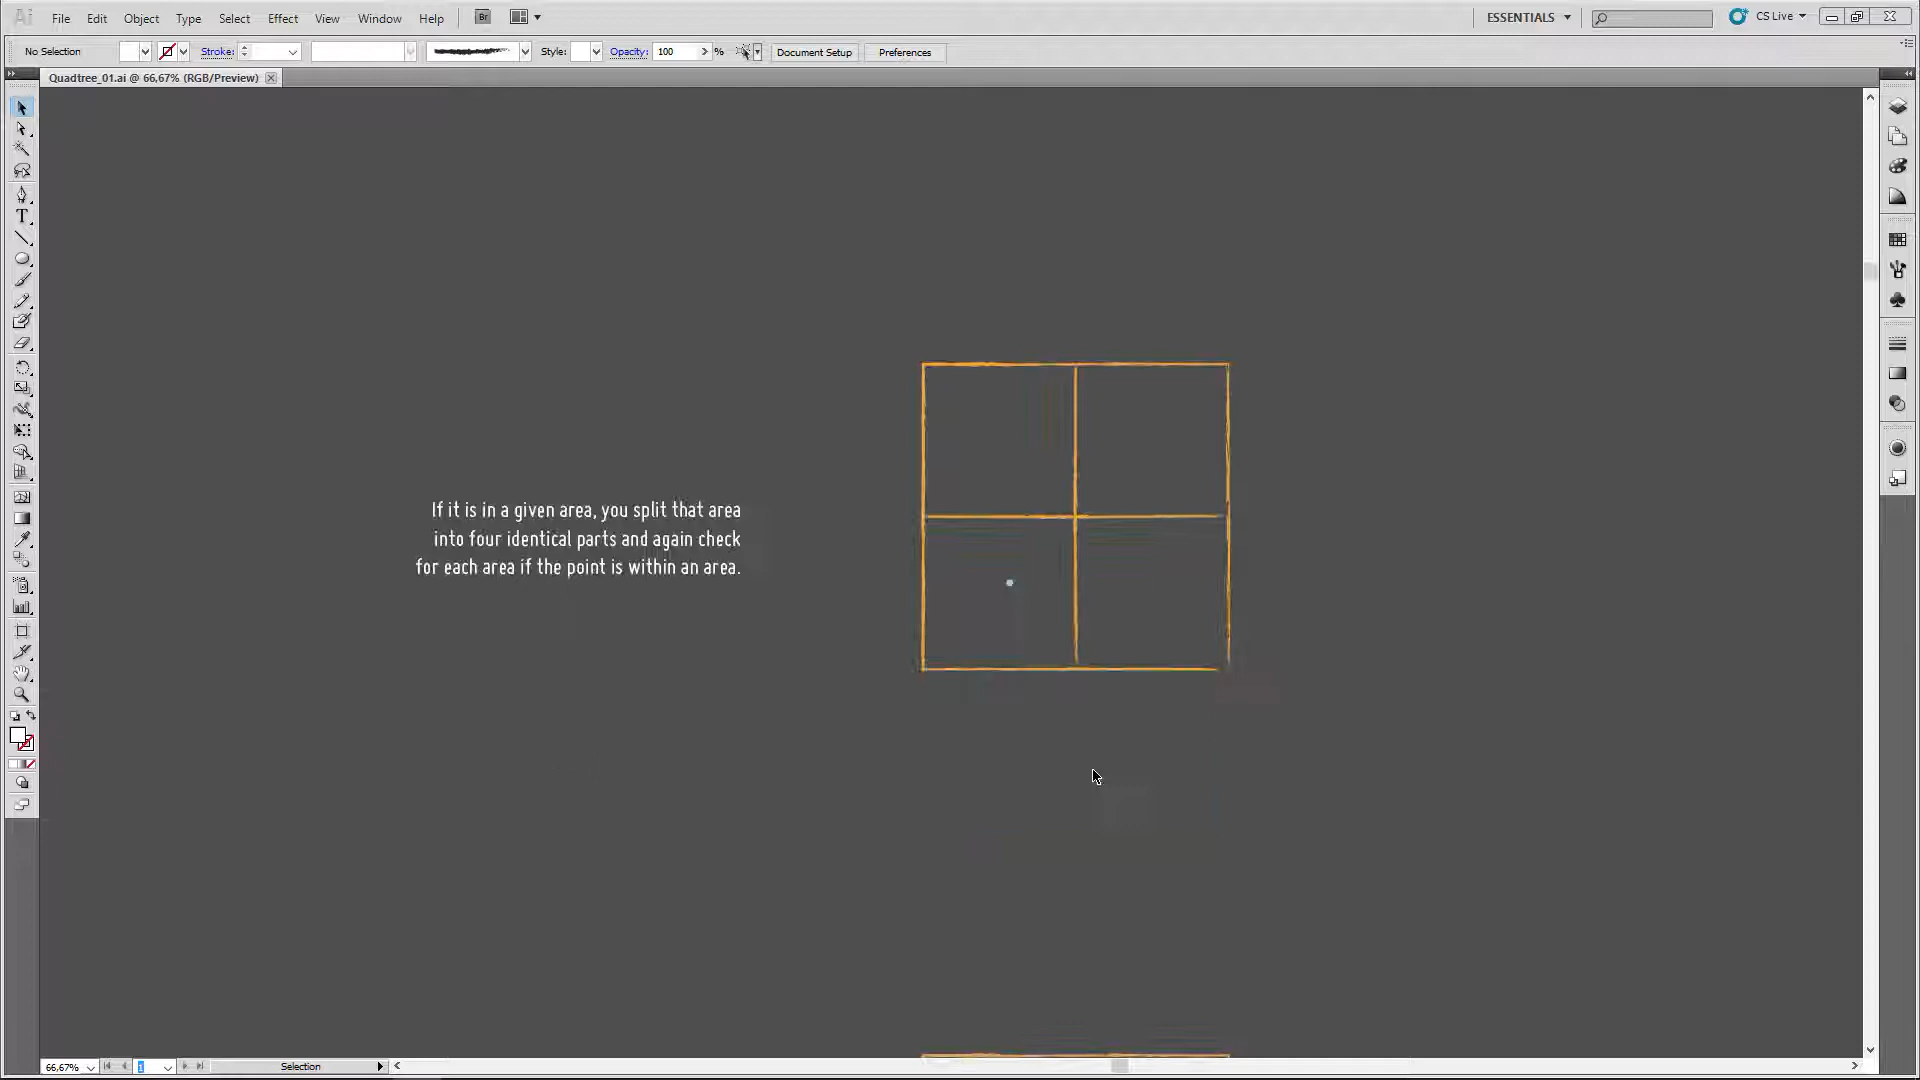 Ai File Edit Object Type Select Effect View Window Help Br ESSENTIALS CS Live
No Selection Stroke: Style: Opacity: 100 % Document Setup Preferences
Quadtree_01.ai @ 66,67% (RGB/Preview)
If it is in a given area, you split that area
into four identical parts and again check
for each area if the point is within an area.
66,67% 1 Selection